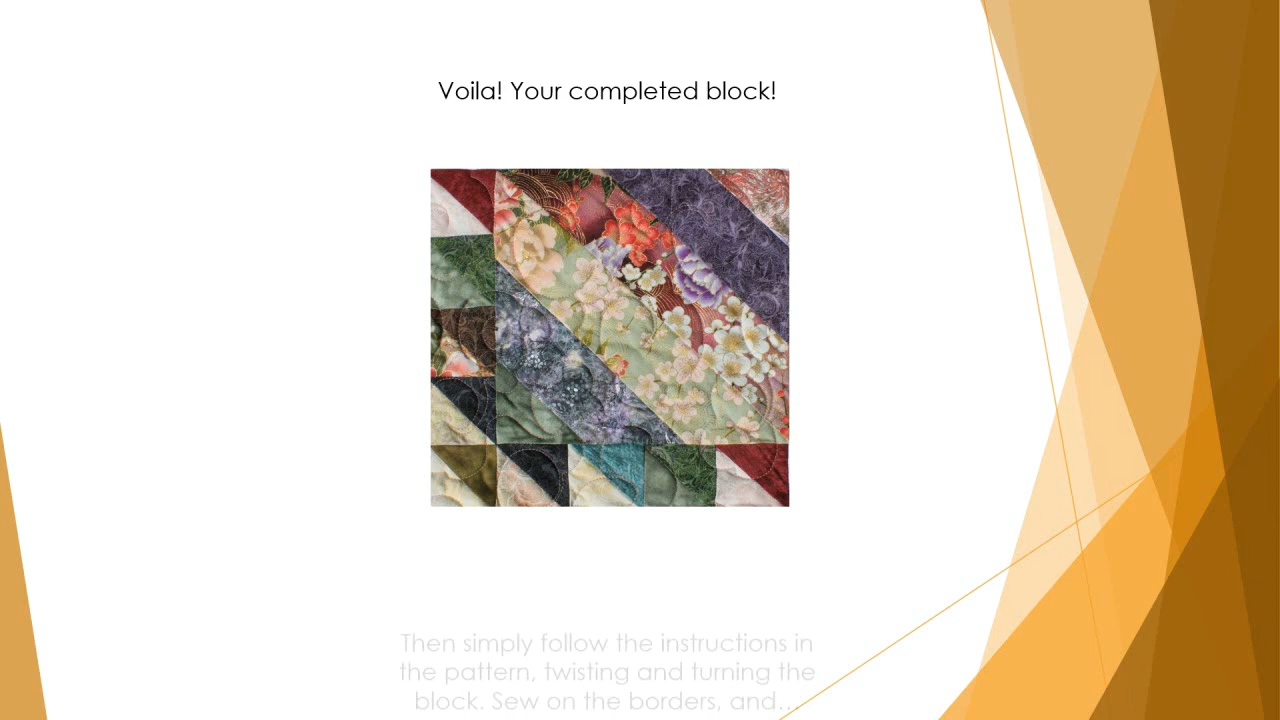 Voila! Your completed block!
Then simply follow the instructions in
the pattern, twisting and turning the
block. Sew on the borders, and...